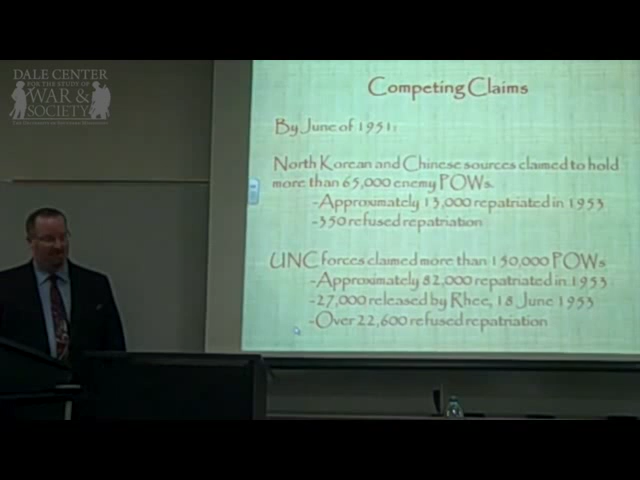 DALE CENTER
FOR THE STUDY OF
WAR &
SOCIETY
Competing Claims
By June of 1951:
North Korean and Chinese sources claimed to hold
more than 65,000 enemy POWs.
-Approximately 13,000 repatriated in 1953
-350 refused repatriation
UNC forces claimed more than 150,000 POWs
-Approximately 82,000 repatriated in 1953
-27,000 released by Rhee, 18 June 1953
-Over 22,600 refused repatriation